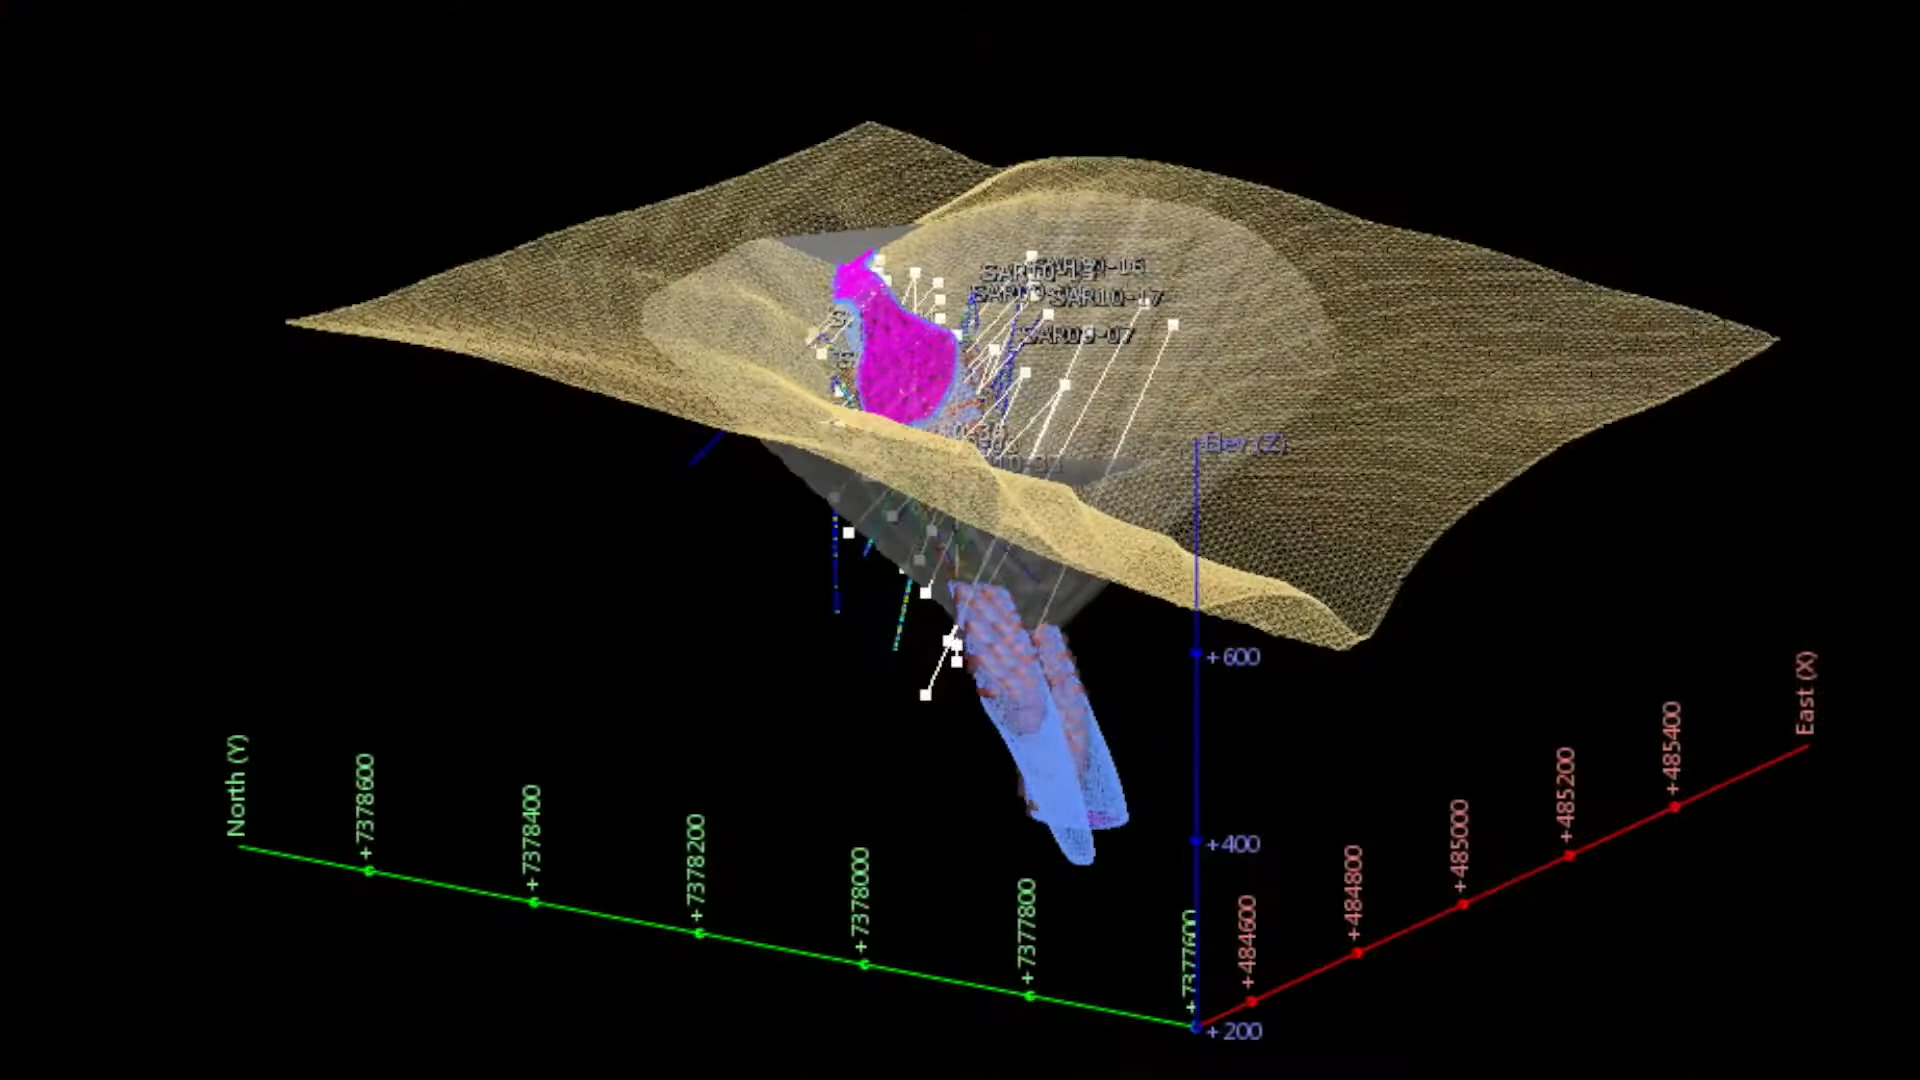 SAR10-17
SAR09-07
Elev (Z)
+600
+400
+200
North (Y)
+7378600
+7378400
+7378200
+7378000
+7377800
+7377600
+484600
+484800
+485000
+485200
+485400
East (X)